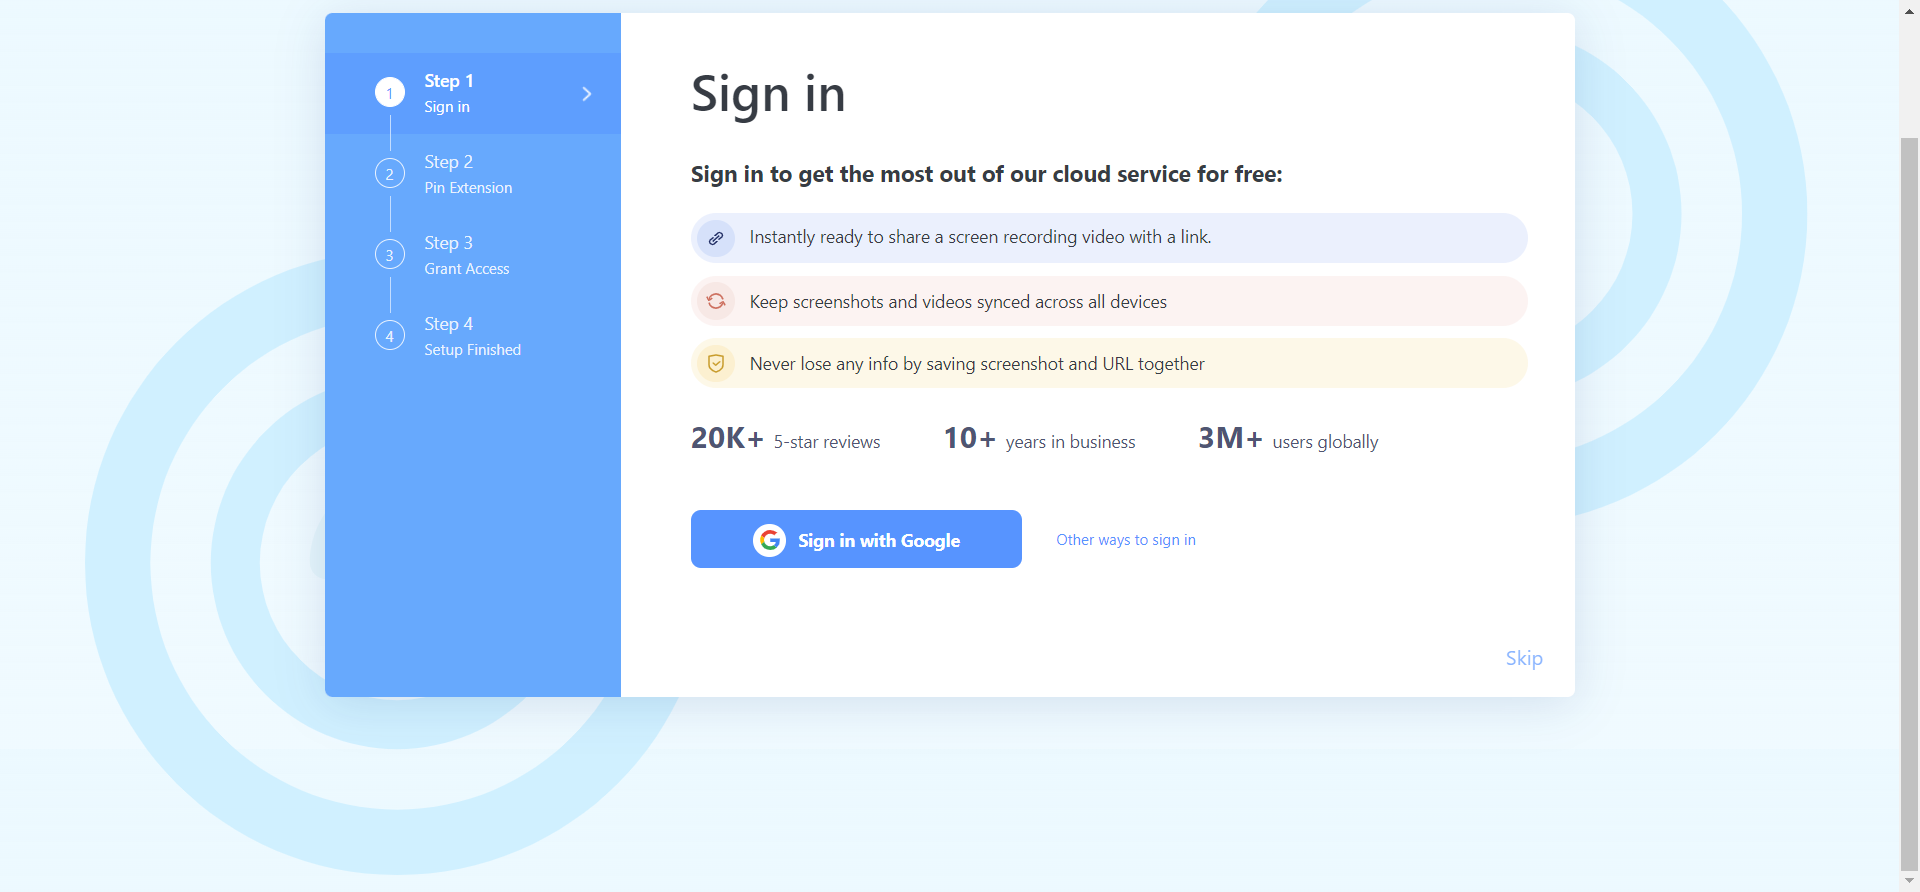 1
Step 1
Sign in
2
Step 2
Pin Extension
3
Step 3
Grant Access
4
Step 4
Setup Finished
Sign in
Sign in to get the most out of our cloud service for free:
Instantly ready to share a screen recording video with a link.
Keep screenshots and videos synced across all devices
Never lose any info by saving screenshot and URL together
20K+ 5-star reviews
10+ years in business
3M+ users globally
Sign in with Google
Other ways to sign in
Skip